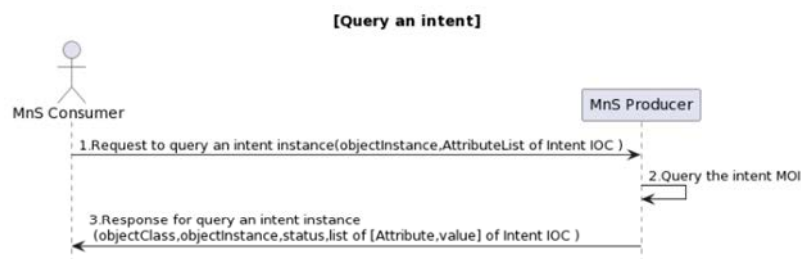 [Query an intent]
MnS Consumer
MnS Producer
1.Request to query an intent instance(objectInstance,AttributeList of Intent IOC )
2.Query the intent MOI
3.Response for query an intent instance
(objectClass,objectInstance,status,list of [Attribute,value] of Intent IOC )